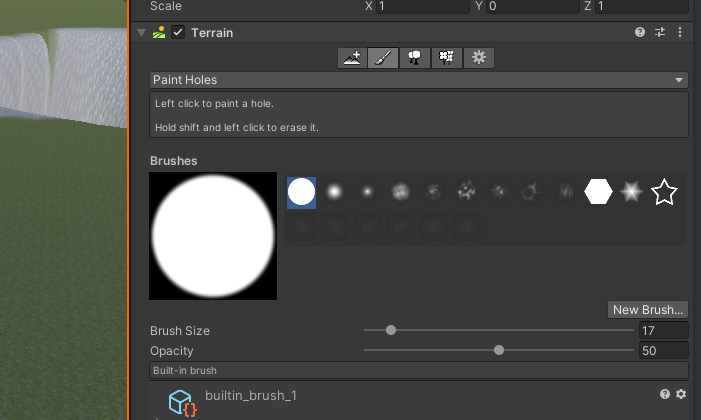 Scale X 1 Y 0 Z 1
Terrain
Paint Holes
Left click to paint a hole.
Hold shift and left click to erase it.
Brushes
New Brush...
Brush Size 17
Opacity 50
Built-in brush
builtin_brush_1